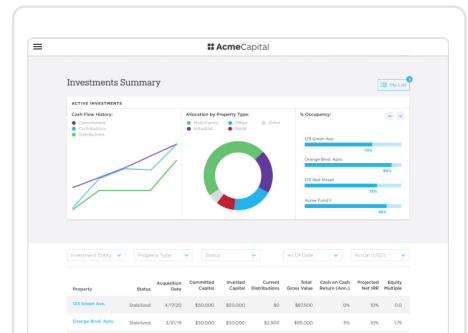 AcmeCapital
Investments Summary
My List
ACTIVE INVESTMENTS
Cash Flow History:
Commitment
Contributions
Distributions
Allocation by Property Type:
Multi-Family
Office
Other
Industrial
Retail
% Occupancy:
123 Green Ave.
70%
Orange Blvd. Apts.
90%
123 Red Street
75%
Acme Fund II
85%
Investment Entity
Property Type
Status
As Of Date
Actual (USD)
Property Status Acquisition Date Committed Capital Invested Capital Current Distributions Total Gross Value Cash on Cash Return (Ann.) Projected Net IRR Equity Multiple
123 Green Ave. Stabilized 4/17/20 $50,000 $50,000 $0 $87,500 0% 10% 0.0
Orange Blvd. Apts. Stabilized 3/31/19 $50,000 $50,000 $2,500 $65,000 5% 10% 1.75